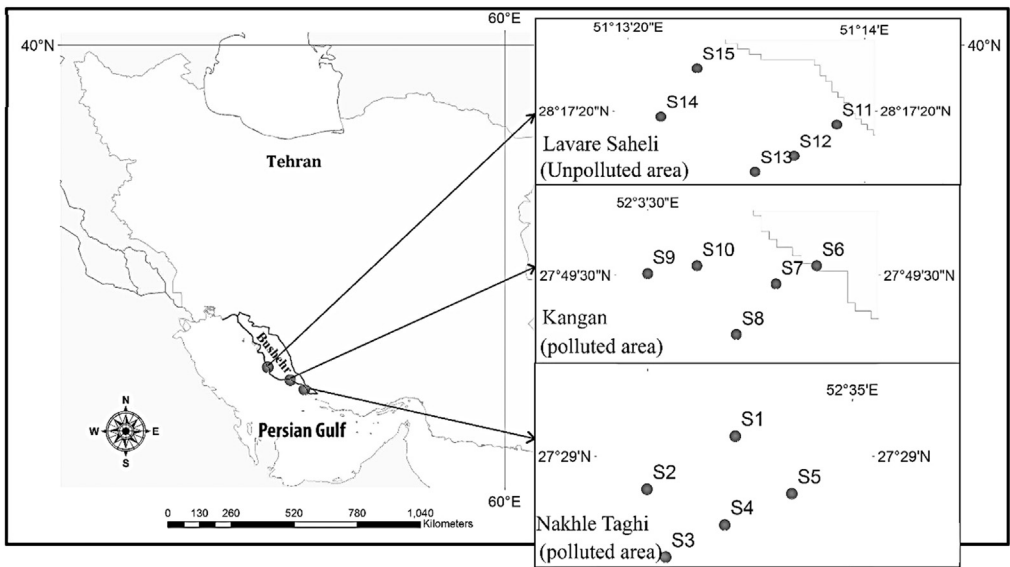 60°E
40°N
Tehran
Bushehr
Persian Gulf
N
W
E
S
0 130 260 520 780 1,040
Kilometers
60°E
51°13'20"E
51°14'E
40°N
S15
S14
28°17'20"N
S11
28°17'20"N
S12
S13
Lavare Saheli
(Unpolluted area)
52°3'30"E
S9
S10
S6
27°49'30"N
S7
27°49'30"N
S8
Kangan
(polluted area)
52°35'E
S1
27°29'N
27°29'N
S2
S5
S4
S3
Nakhle Taghi
(polluted area)